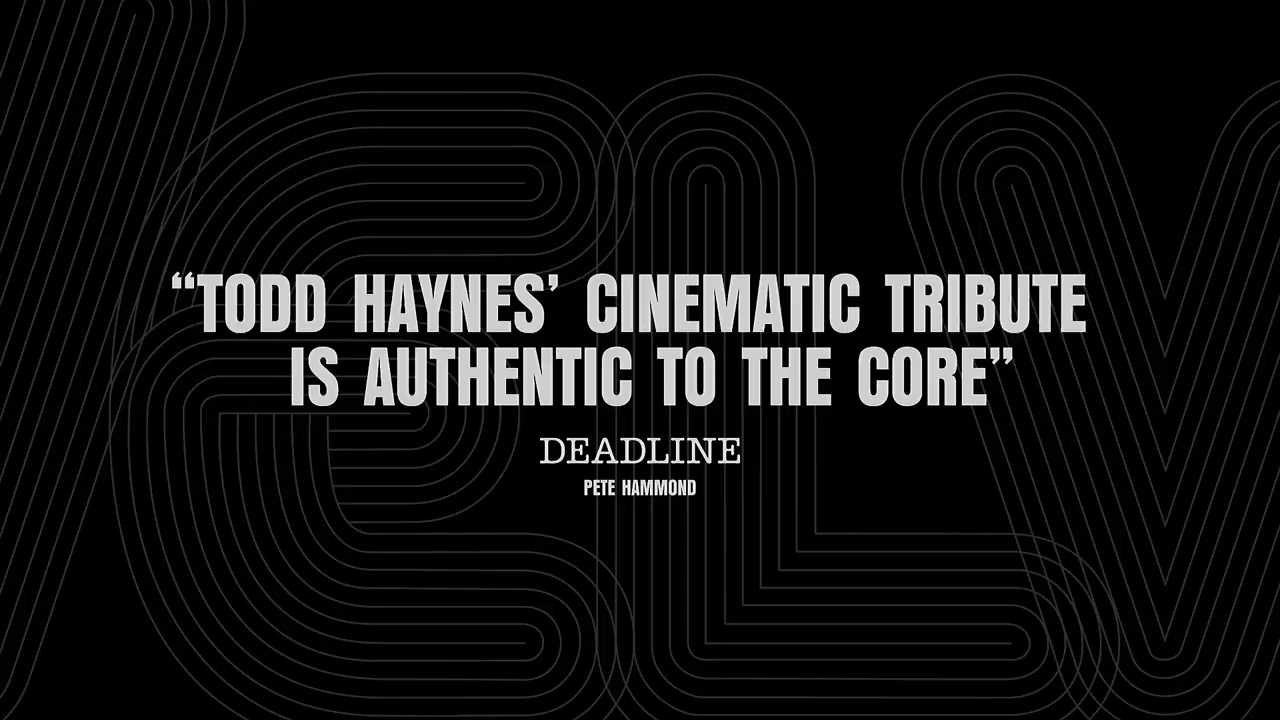 “TODD HAYNES’ CINEMATIC TRIBUTE
IS AUTHENTIC TO THE CORE”
DEADLINE
PETE HAMMOND